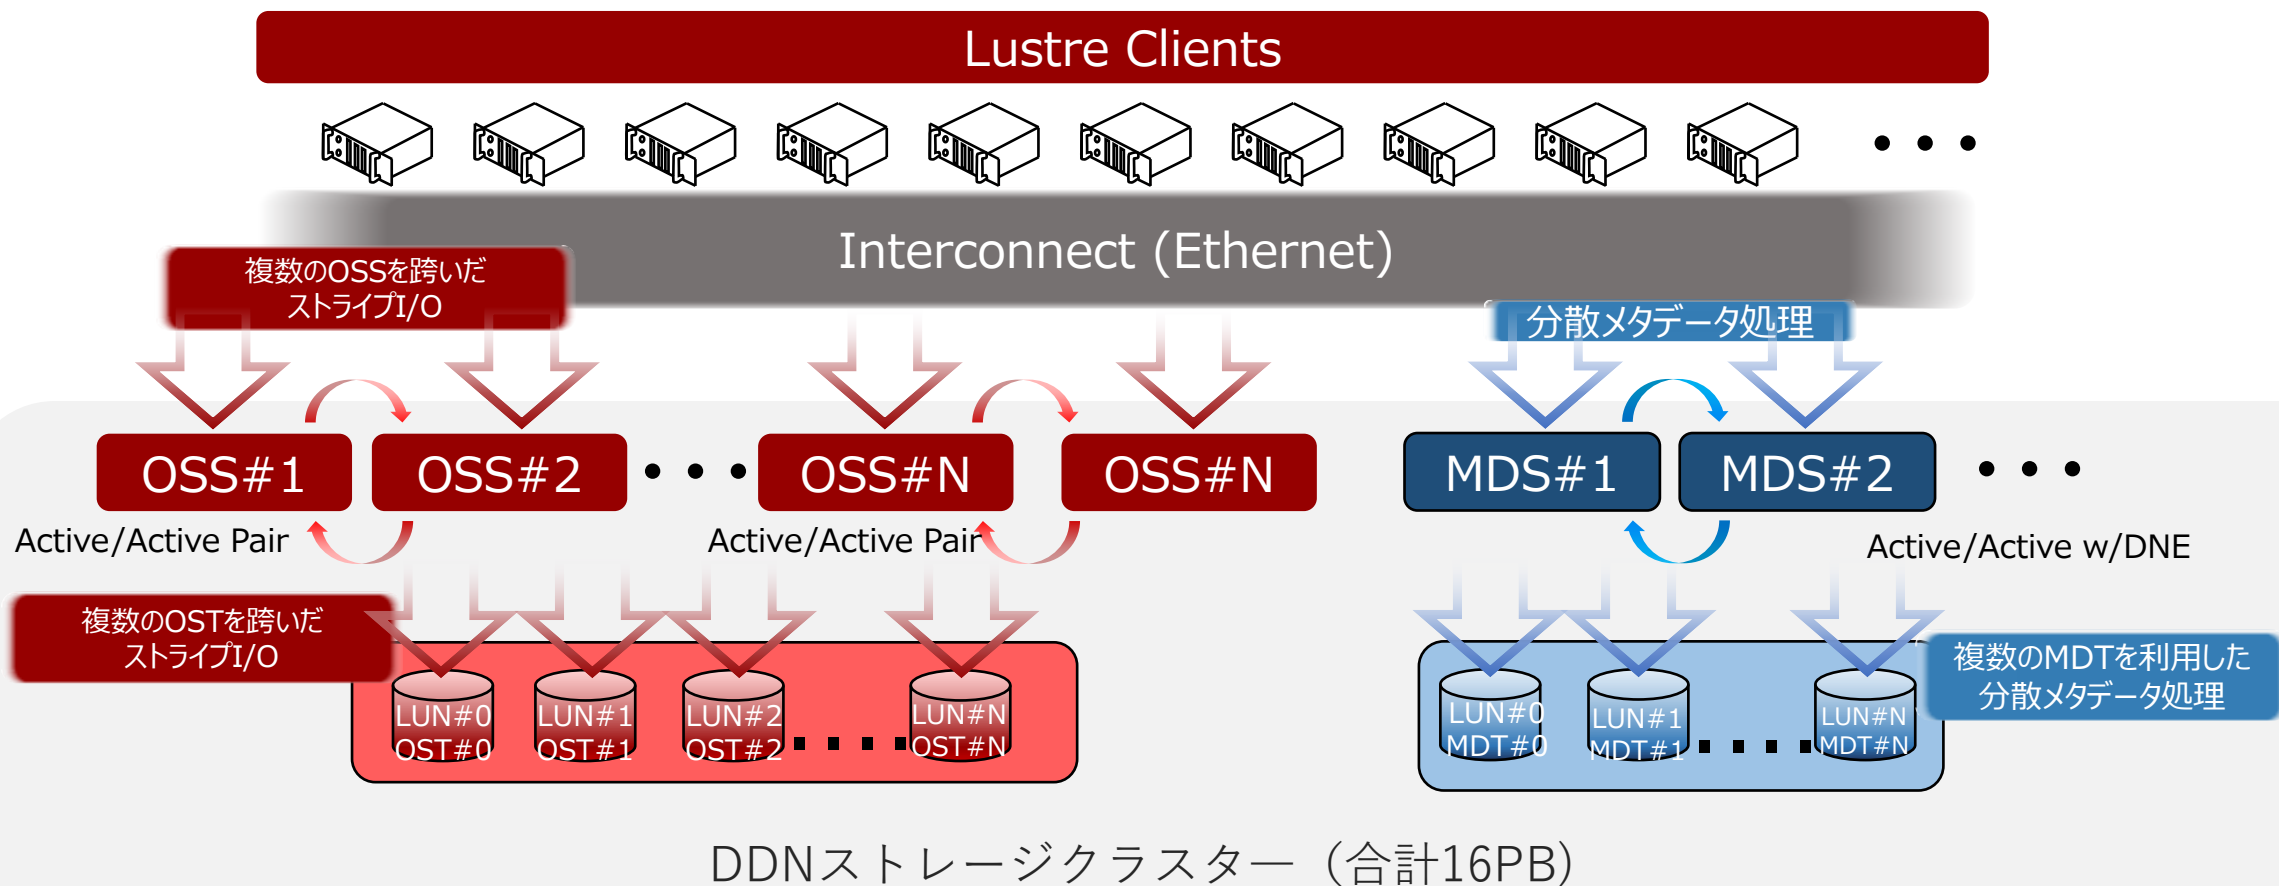 Lustre Clients
Interconnect (Ethernet)
複数のOSSを跨いだ
ストライプI/O
分散メタデータ処理
OSS#1
OSS#2
OSS#N
OSS#N
MDS#1
MDS#2
Active/Active Pair
Active/Active Pair
Active/Active w/DNE
複数のOSTを跨いだ
ストライプI/O
LUN#0
OST#0
LUN#1
OST#1
LUN#2
OST#2
LUN#N
OST#N
LUN#0
MDT#0
LUN#1
MDT#1
LUN#N
MDT#N
複数のMDTを利用した
分散メタデータ処理
DDNストレージクラスター（合計16PB）